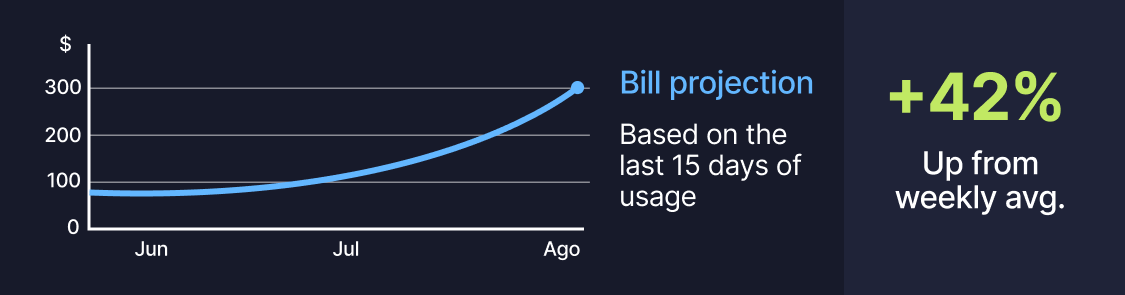 $
300
200
100
0
Jun
Jul
Ago
Bill projection
Based on the
last 15 days of
usage
+42%
Up from
weekly avg.